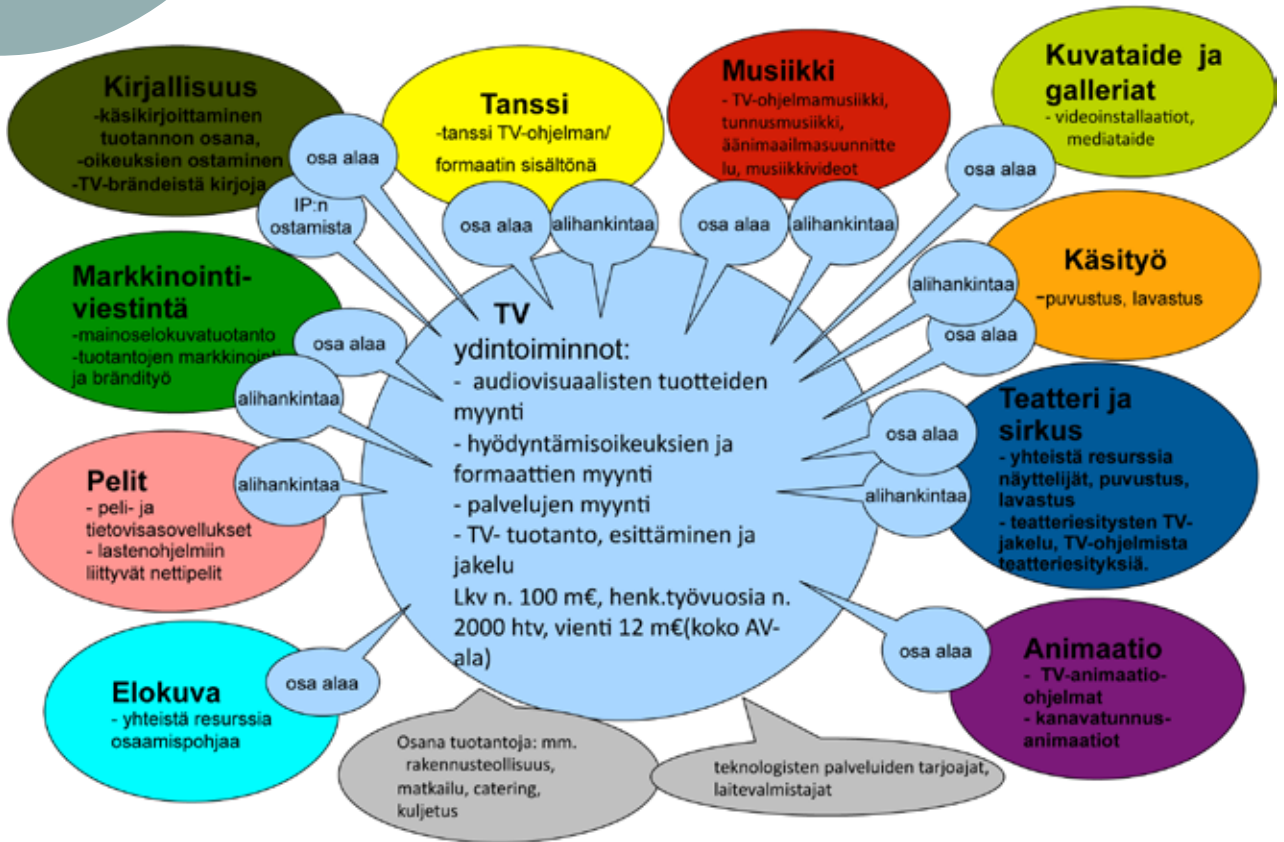 Kirjallisuus
-käsikirjoittaminen
tuotannon osana,
-oikeuksien ostaminen
-TV-brändeistä kirjoja
osa alaa
IP:n
ostamista
Tanssi
-tanssi TV-ohjelman/
formaatin sisältönä
osa alaa
alihankintaa
Musiikki
- TV-ohjelmamusiikki,
tunnusmusiikki,
äänimaailmasuunnitte
lu, musiikkivideot
osa alaa
alihankintaa
Kuvataide ja
galleriat
- videoinstallaatiot,
mediataide
osa alaa
Käsityö
-puvustus, lavastus
alihankintaa
osa alaa
Markkinointi-
viestintä
-mainoselokuvatuotanto
-tuotantojen markkinointi
ja brändityö
osa alaa
alihankintaa
TV
ydintoiminnot:
- audiovisuaalisten tuotteiden
myynti
- hyödyntämisoikeuksien ja
formaattien myynti
- palvelujen myynti
- TV- tuotanto, esittäminen ja
jakelu
Lkv n. 100 m€, henk.työvuosia n.
2000 htv, vienti 12 m€(koko AV-
ala)
Teatteri ja
sirkus
- yhteistä resurssia
näyttelijät, puvustus,
lavastus
- teatteriesitysten TV-
jakelu, TV-ohjelmista
teatteriesityksiä.
osa alaa
alihankintaa
Pelit
- peli- ja
tietovisasovellukset
- lastenohjelmiin
liittyvät nettipelit
alihankintaa
Elokuva
- yhteistä resurssia
osaamispohjaa
osa alaa
Animaatio
- TV-animaatio-
ohjelmat
- kanavatunnus-
animaatiot
osa alaa
Osana tuotantoja: mm.
rakennusteollisuus,
matkailu, catering,
kuljetus
teknologisten palveluiden tarjoajat,
laitevalmistajat